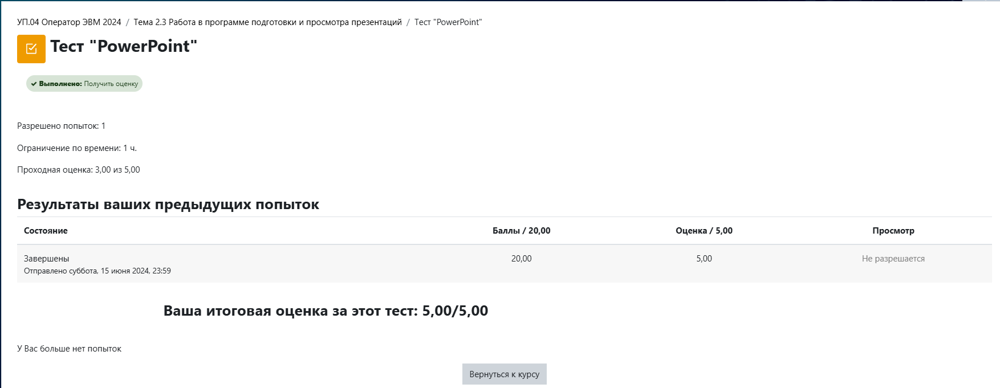 УП.04 Оператор ЭВМ 2024 / Тема 2.3 Работа в программе подготовки и просмотра презентаций / Тест "PowerPoint"
Тест "PowerPoint"
Выполнено: Получить оценку
Разрешено попыток: 1
Ограничение по времени: 1 ч.
Проходная оценка: 3,00 из 5,00
Результаты ваших предыдущих попыток
Состояние Баллы / 20,00 Оценка / 5,00 Просмотр
Завершены 20,00 5,00 Не разрешается
Отправлено суббота, 15 июня 2024, 23:59
Ваша итоговая оценка за этот тест: 5,00/5,00
У Вас больше нет попыток
Вернуться к курсу